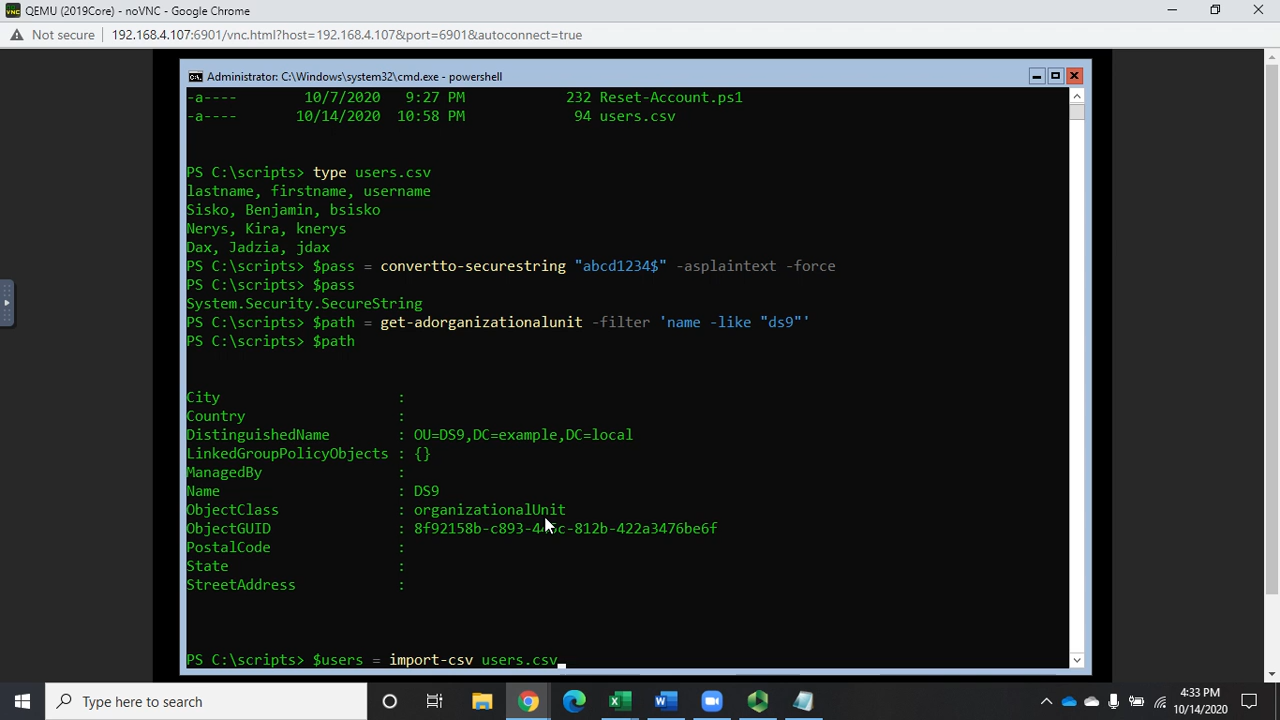 QEMU (2019Core) - noVNC - Google Chrome
Not secure 192.168.4.107:6901/vnc.html?host=192.168.4.107&port=6901&autoconnect=true
Administrator: C:\Windows\system32\cmd.exe - powershell
-a---- 10/7/2020 9:27 PM 232 Reset-Account.ps1
-a---- 10/14/2020 10:58 PM 94 users.csv
PS C:\scripts> type users.csv
lastname, firstname, username
Sisko, Benjamin, bsisko
Nerys, Kira, knerys
Dax, Jadzia, jdax
PS C:\scripts> $pass = convertto-securestring "abcd1234$" -asplaintext -force
PS C:\scripts> $pass
System.Security.SecureString
PS C:\scripts> $path = get-adorganizationalunit -filter 'name -like "ds9"'
PS C:\scripts> $path
City :
Country :
DistinguishedName : OU=DS9,DC=example,DC=local
LinkedGroupPolicyObjects : {}
ManagedBy :
Name : DS9
ObjectClass : organizationalUnit
ObjectGUID :
PostalCode :
State :
StreetAddress :
PS C:\scripts> $users = import-csv users.csv
Type here to search
4:33 PM
10/14/2020